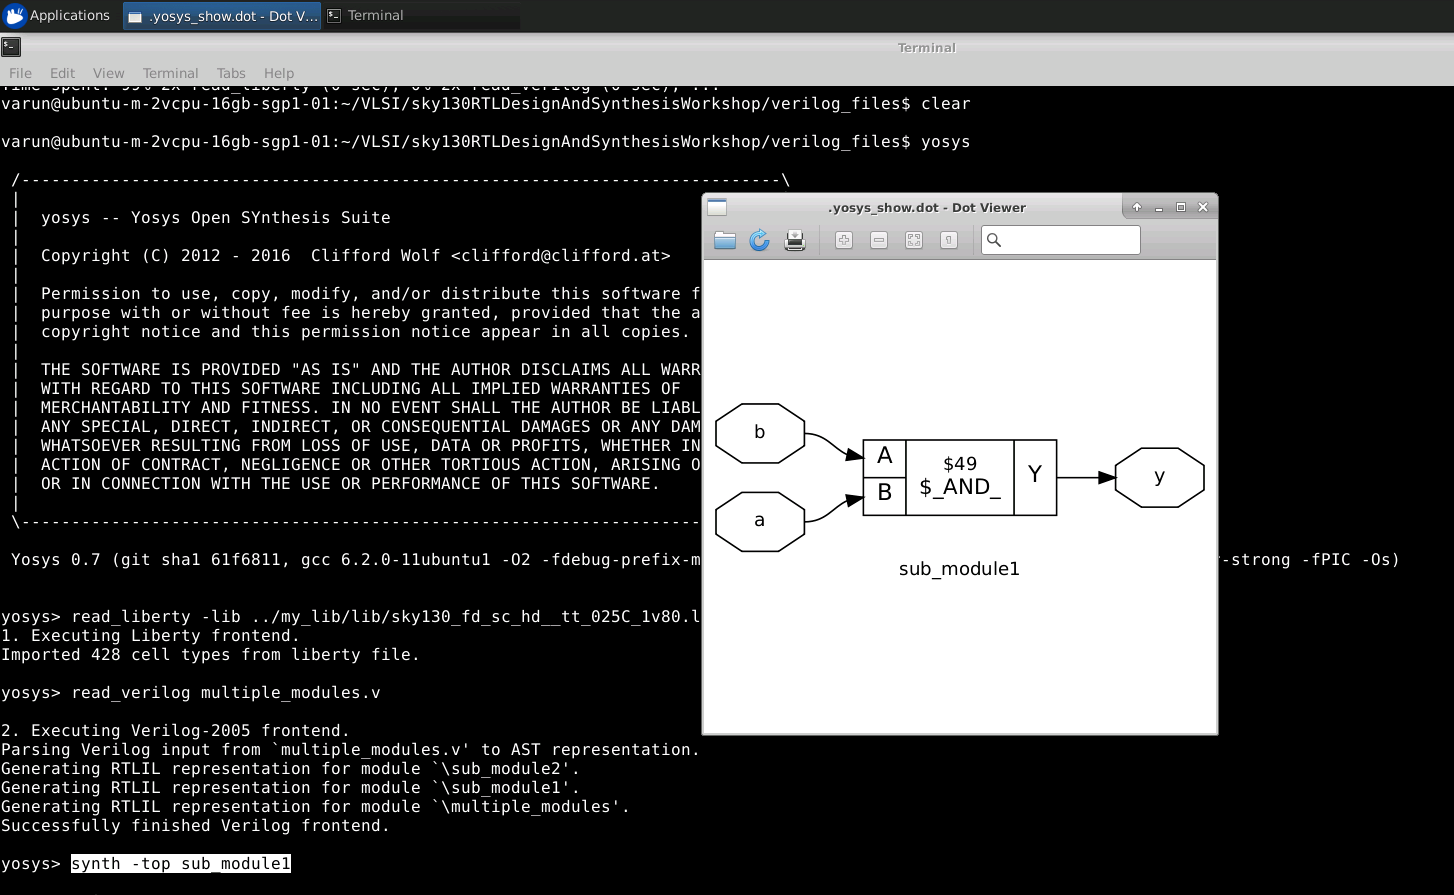 Applications
.yosys_show.dot - Dot V...
Terminal
Terminal
File Edit View Terminal Tabs Help
Time spent: 99% 2x read_liberty (0 sec), 0% 2x read_verilog (0 sec), ...
varun@ubuntu-m-2vcpu-16gb-sgp1-01:~/VLSI/sky130RTLDesignAndSynthesisWorkshop/verilog_files$ clear
varun@ubuntu-m-2vcpu-16gb-sgp1-01:~/VLSI/sky130RTLDesignAndSynthesisWorkshop/verilog_files$ yosys
/----------------------------------------------------------------------------\
|
| yosys -- Yosys Open SYnthesis Suite
|
| Copyright (C) 2012 - 2016 Clifford Wolf <clifford@clifford.at>
|
| Permission to use, copy, modify, and/or distribute this software f
| purpose with or without fee is hereby granted, provided that the a
| copyright notice and this permission notice appear in all copies.
|
| THE SOFTWARE IS PROVIDED "AS IS" AND THE AUTHOR DISCLAIMS ALL WARR
| WITH REGARD TO THIS SOFTWARE INCLUDING ALL IMPLIED WARRANTIES OF
| MERCHANTABILITY AND FITNESS. IN NO EVENT SHALL THE AUTHOR BE LIABL
| ANY SPECIAL, DIRECT, INDIRECT, OR CONSEQUENTIAL DAMAGES OR ANY DAM
| WHATSOEVER RESULTING FROM LOSS OF USE, DATA OR PROFITS, WHETHER IN
| ACTION OF CONTRACT, NEGLIGENCE OR OTHER TORTIOUS ACTION, ARISING O
| OR IN CONNECTION WITH THE USE OR PERFORMANCE OF THIS SOFTWARE.
|
\---------------------------------------------------------------------
Yosys 0.7 (git sha1 61f6811, gcc 6.2.0-11ubuntu1 -O2 -fdebug-prefix-m
-strong -fPIC -Os)
yosys> read_liberty -lib ../my_lib/lib/sky130_fd_sc_hd__tt_025C_1v80.l
1. Executing Liberty frontend.
Imported 428 cell types from liberty file.
yosys> read_verilog multiple_modules.v
2. Executing Verilog-2005 frontend.
Parsing Verilog input from `multiple_modules.v' to AST representation.
Generating RTLIL representation for module `\sub_module2'.
Generating RTLIL representation for module `\sub_module1'.
Generating RTLIL representation for module `\multiple_modules'.
Successfully finished Verilog frontend.
yosys> synth -top sub_module1
.yosys_show.dot - Dot Viewer
b
a
A
B
$49
$_AND_
Y
y
sub_module1